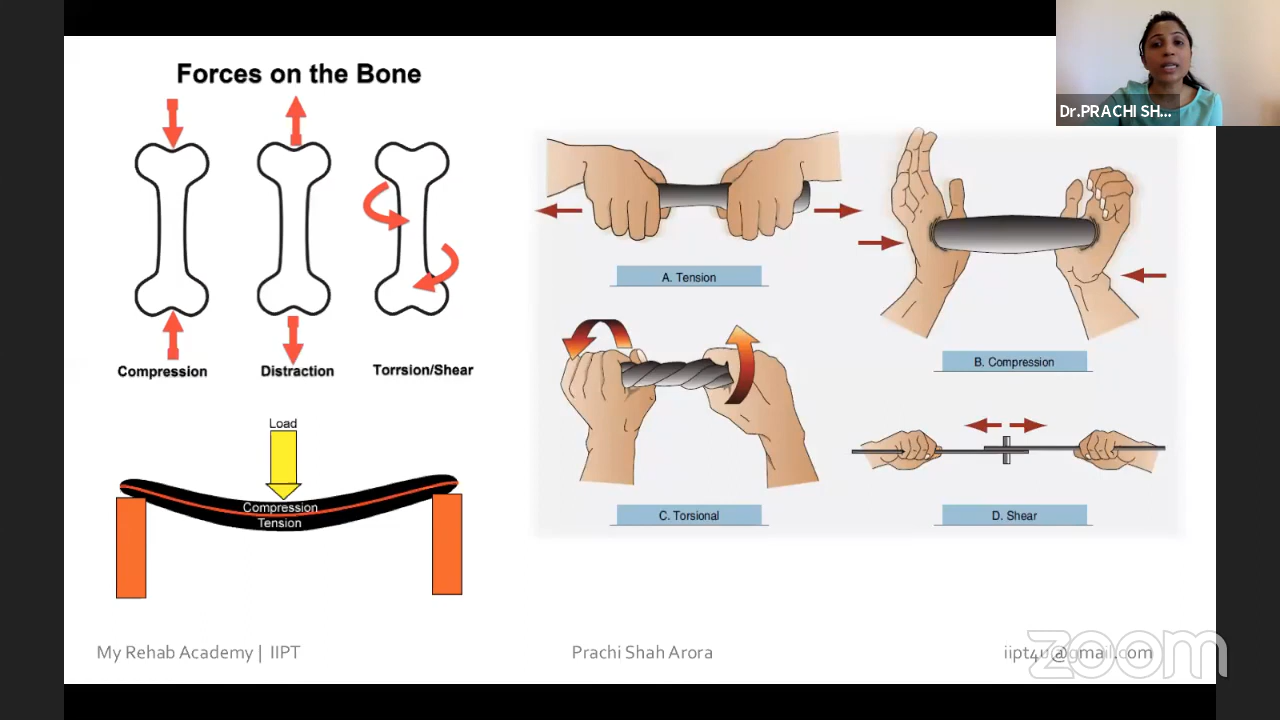 Forces on the Bone
Compression
Distraction
Torrsion/Shear
Load
Compression
Tension
A. Tension
B. Compression
C. Torsional
D. Shear
Dr.PRACHI SH...
My Rehab Academy | IIPT
Prachi Shah Arora
iipt4u@gmail.com
zoom